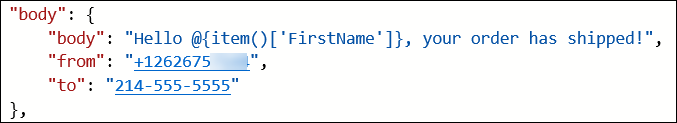 "body": {
"body": "Hello @{item()['FirstName']}, your order has shipped!",
"from": "+1262675",
"to": "214-555-5555"
},